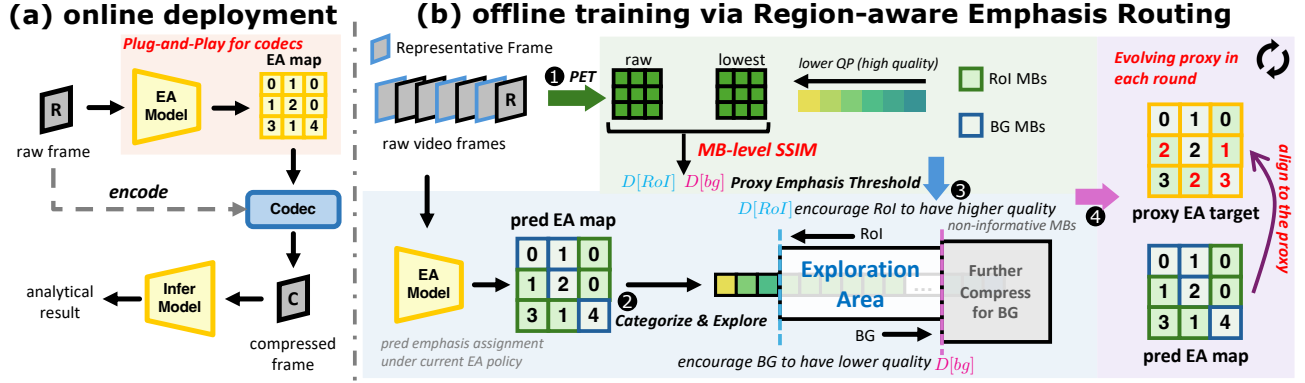 (a) online deployment
Plug-and-Play for codecs
EA map
EA
Model
0 1 0
1 2 0
3 1 4
R
raw frame
encode
Codec
Infer
Model
C
analytical
result
compressed
frame
(b) offline training via Region-aware Emphasis Routing
Representative Frame
R
raw video frames
1 PET
raw
lowest
lower QP (high quality)
RoI MBs
BG MBs
MB-level SSIM
D[RoI] D[bg] Proxy Emphasis Threshold
3
D[RoI] encourage RoI to have higher quality
non-informative MBs
pred EA map
EA
Model
0 1 0
1 2 0
3 1 4
2
Categorize & Explore
RoI
Exploration
Area
...
BG
Further
Compress
for BG
pred emphasis assignment
under current EA policy
encourage BG to have lower quality D[bg]
4
Evolving proxy in
each round
0 1 0
2 2 1
3 2 3
proxy EA target
align to the proxy
0 1 0
1 2 0
3 1 4
pred EA map